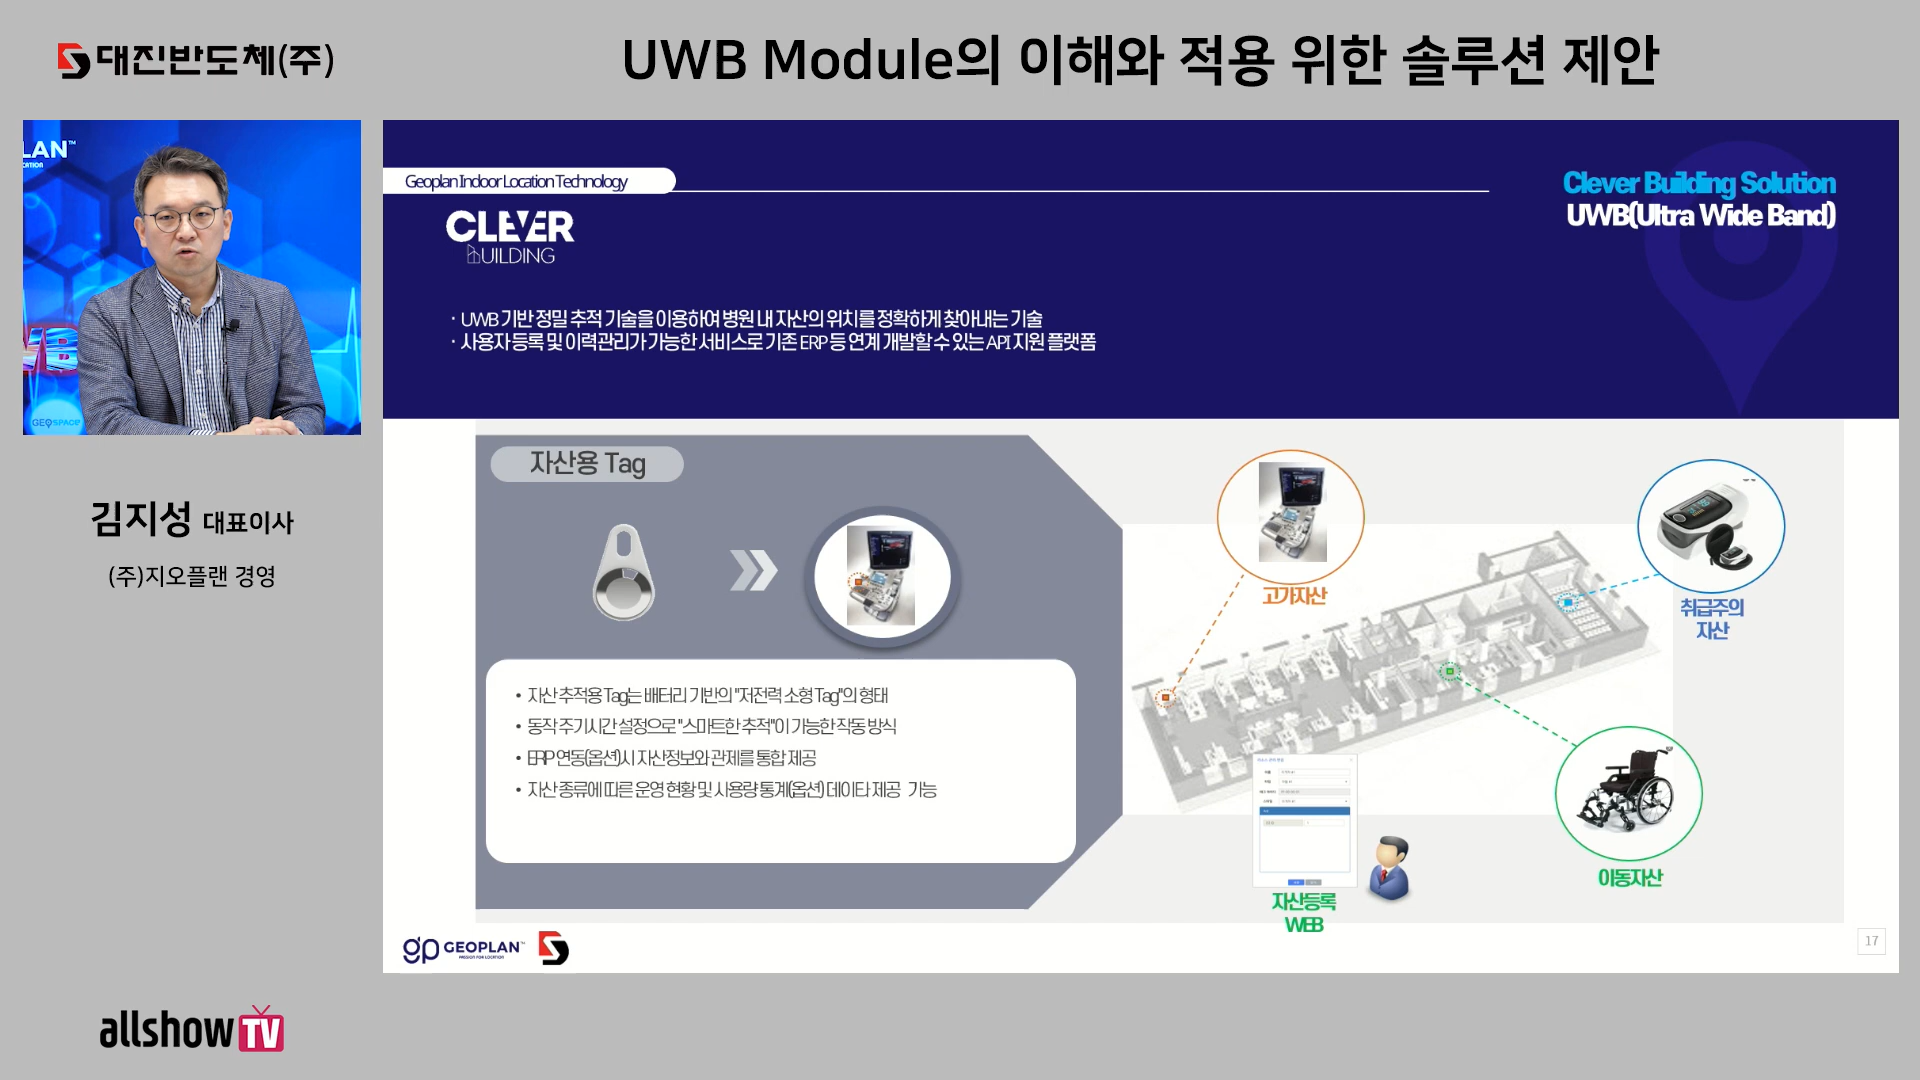 대진반도체(주)
UWB Module의 이해와 적용 위한 솔루션 제안
LAN™
GEOSPACE
김지성 대표이사
(주)지오플랜 경영
allshow TV
Geoplan Indoor Location Technology
Clever Building Solution
UWB(Ultra Wide Band)
CLEVER
BUILDING
· UWB 기반 정밀 추적 기술을 이용하여 병원 내 자산의 위치를 정확하게 찾아내는 기술
· 사용자 등록 및 이력관리가 가능한 서비스로 기존 ERP 등 연계 개발할 수 있는 API 지원 플랫폼
자산용 Tag
• 자산 추적용 Tag는 배터리 기반의 "저전력 소형 Tag"의 형태
• 동작 주기시간 설정으로 "스마트한 추적"이 가능한 작동 방식
• ERP 연동(옵션)시 자산정보와 관제를 통합 제공
• 자산 종류에 따른 운영 현황 및 사용량 통계(옵션) 데이타 제공 기능
고가자산
취급주의
자산
이동자산
자산등록
WEB
gp GEOPLAN™
PASSION FOR LOCATION
17